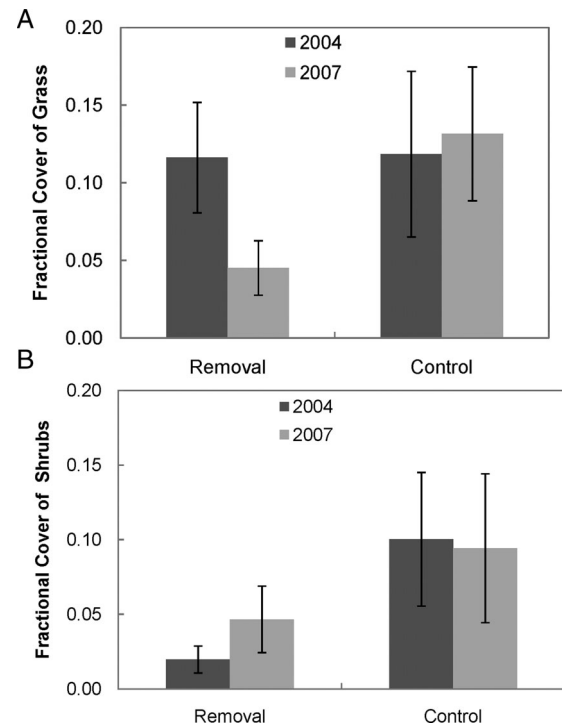 A
Fractional Cover of Grass
0.20
0.15
0.10
0.05
0.00
2004
2007
Removal
Control
B
Fractional Cover of Shrubs
0.20
0.15
0.10
0.05
0.00
2004
2007
Removal
Control